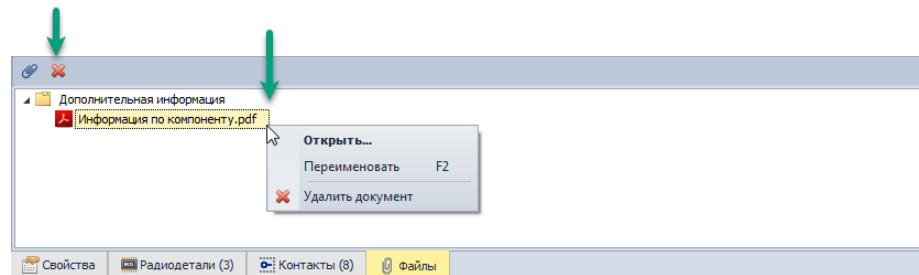 Дополнительная информация
Информация по компоненту.pdf
Открыть...
Переименовать F2
Удалить документ
Свойства Радиодетали (3) Контакты (8) Файлы